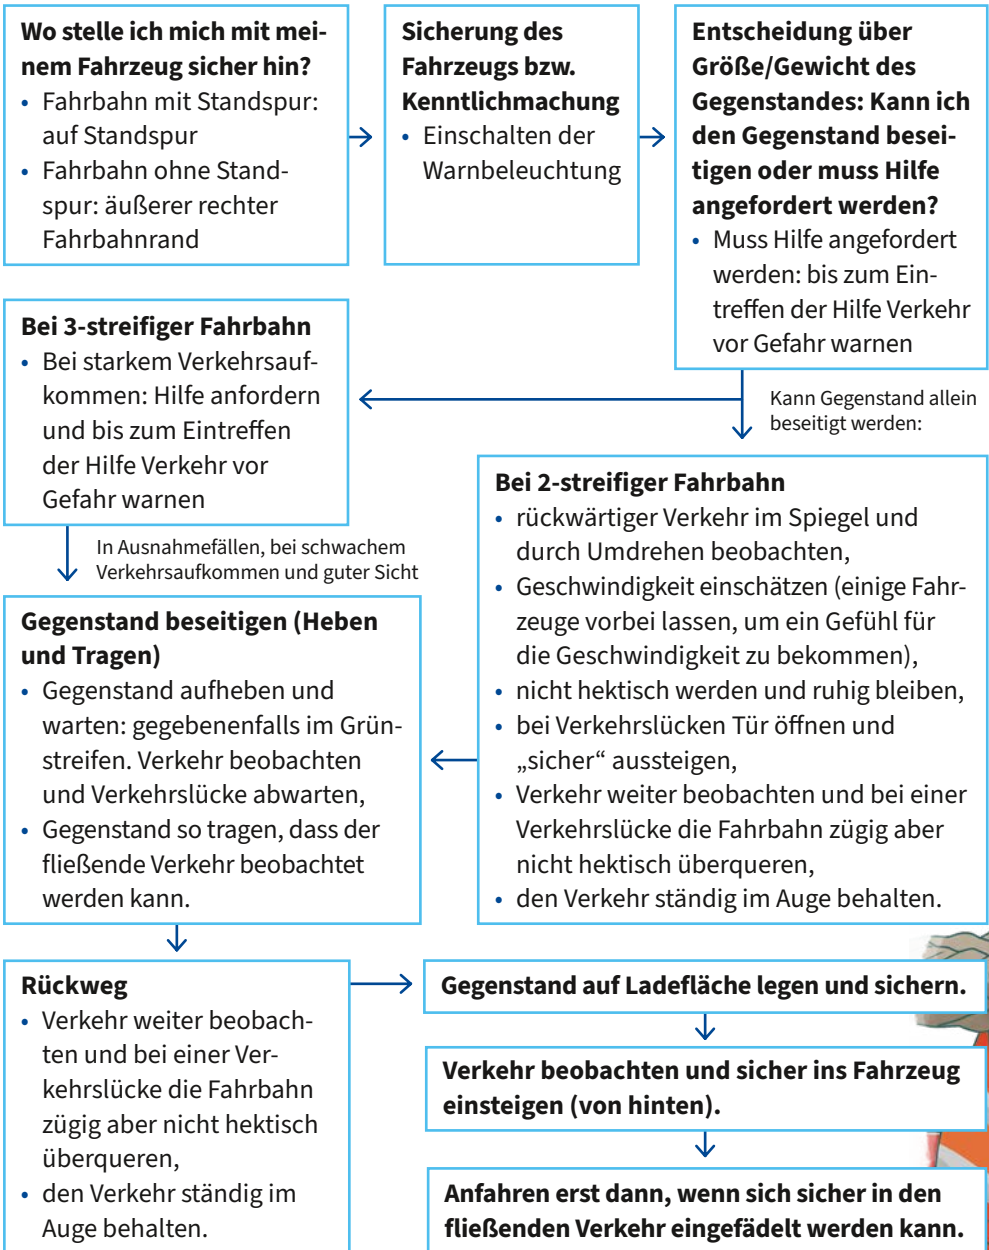 Wo stelle ich mich mit mei-
nem Fahrzeug sicher hin?
• Fahrbahn mit Standspur:
auf Standspur
• Fahrbahn ohne Stand-
spur: äußerer rechter
Fahrbahnrand
Sicherung des
Fahrzeugs bzw.
Kenntlichmachung
• Einschalten der
Warnbeleuchtung
Entscheidung über
Größe/Gewicht des
Gegenstandes: Kann ich
den Gegenstand besei-
tigen oder muss Hilfe
angefordert werden?
• Muss Hilfe angefordert
werden: bis zum Ein-
treffen der Hilfe Verkehr
vor Gefahr warnen
Kann Gegenstand allein
beseitigt werden:
Bei 3-streifiger Fahrbahn
• Bei starkem Verkehrsauf-
kommen: Hilfe anfordern
und bis zum Eintreffen
der Hilfe Verkehr vor
Gefahr warnen
In Ausnahmefällen, bei schwachem
Verkehrsaufkommen und guter Sicht
Bei 2-streifiger Fahrbahn
• rückwärtiger Verkehr im Spiegel und
durch Umdrehen beobachten,
• Geschwindigkeit einschätzen (einige Fahr-
zeuge vorbei lassen, um ein Gefühl für
die Geschwindigkeit zu bekommen),
• nicht hektisch werden und ruhig bleiben,
• bei Verkehrslücken Tür öffnen und
„sicher“ aussteigen,
• Verkehr weiter beobachten und bei einer
Verkehrslücke die Fahrbahn zügig aber
nicht hektisch überqueren,
• den Verkehr ständig im Auge behalten.
Gegenstand beseitigen (Heben
und Tragen)
• Gegenstand aufheben und
warten: gegebenenfalls im Grün-
streifen. Verkehr beobachten
und Verkehrslücke abwarten,
• Gegenstand so tragen, dass der
fließende Verkehr beobachtet
werden kann.
Rückweg
• Verkehr weiter beobach-
ten und bei einer Ver-
kehrslücke die Fahrbahn
zügig aber nicht hektisch
überqueren,
• den Verkehr ständig im
Auge behalten.
Gegenstand auf Ladefläche legen und sichern.
Verkehr beobachten und sicher ins Fahrzeug
einsteigen (von hinten).
Anfahren erst dann, wenn sich sicher in den
fließenden Verkehr eingefädelt werden kann.